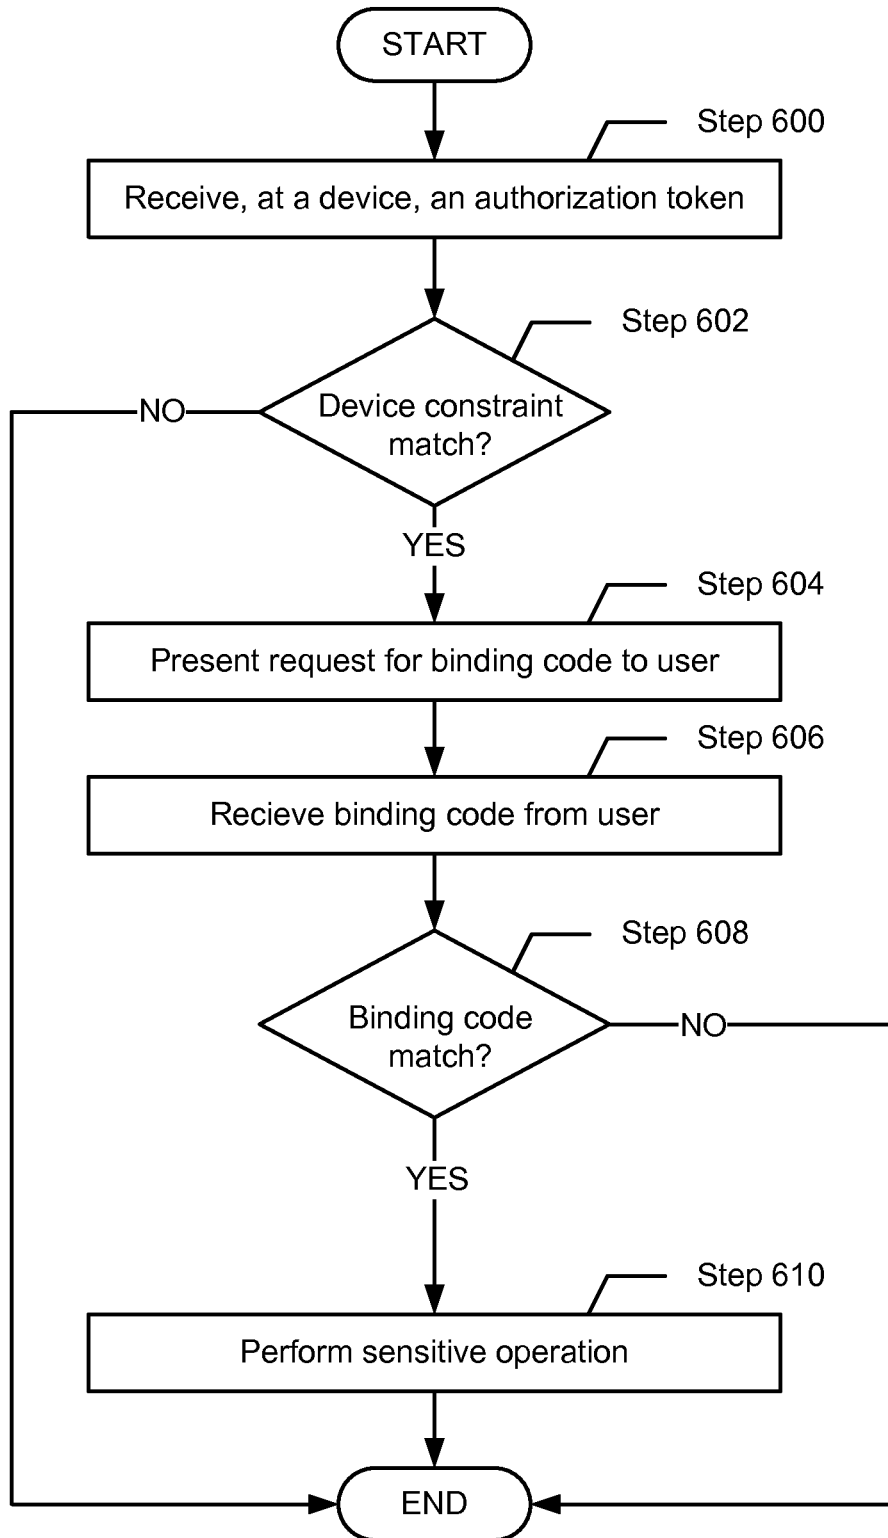 START
Step 600
Receive, at a device, an authorization token
Step 602
Device constraint
match?
NO
YES
Step 604
Present request for binding code to user
Step 606
Recieve binding code from user
Step 608
Binding code
match?
NO
YES
Step 610
Perform sensitive operation
END